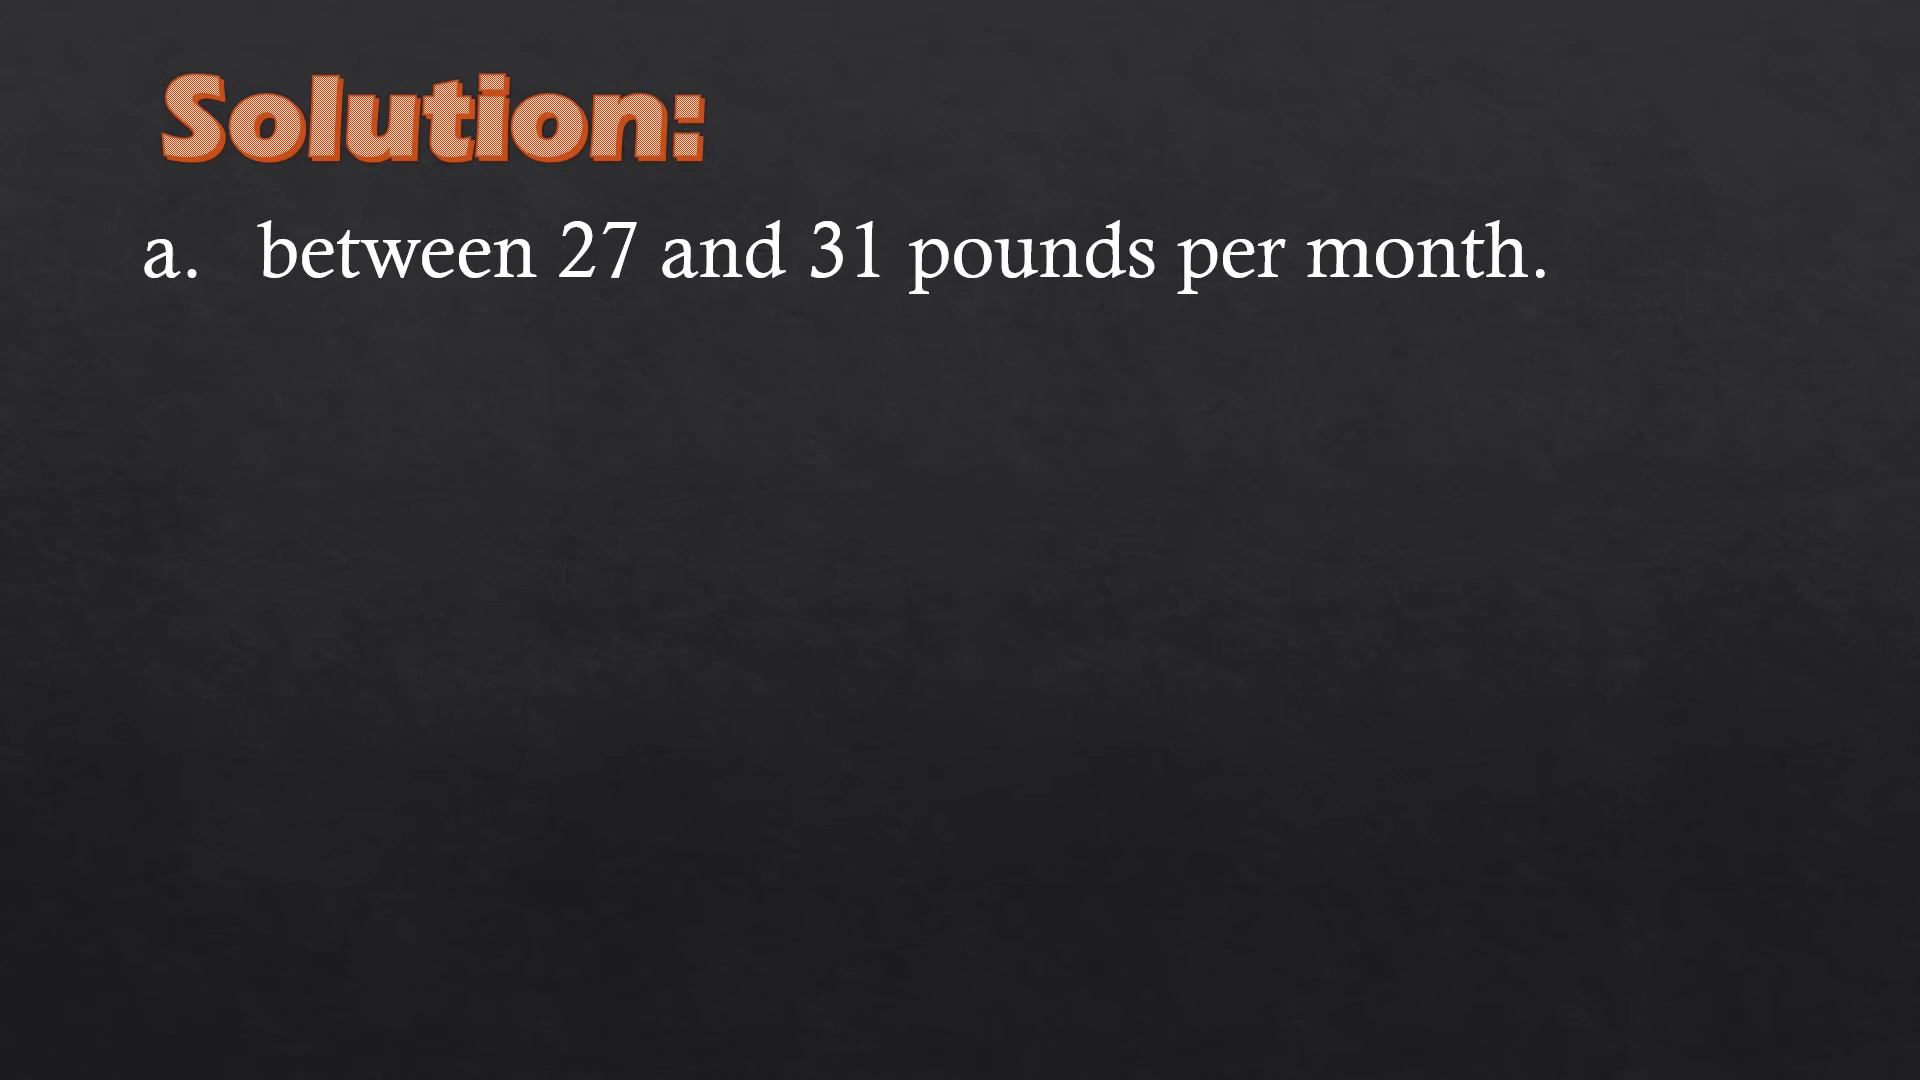 Solution:
a. between 27 and 31 pounds per month.